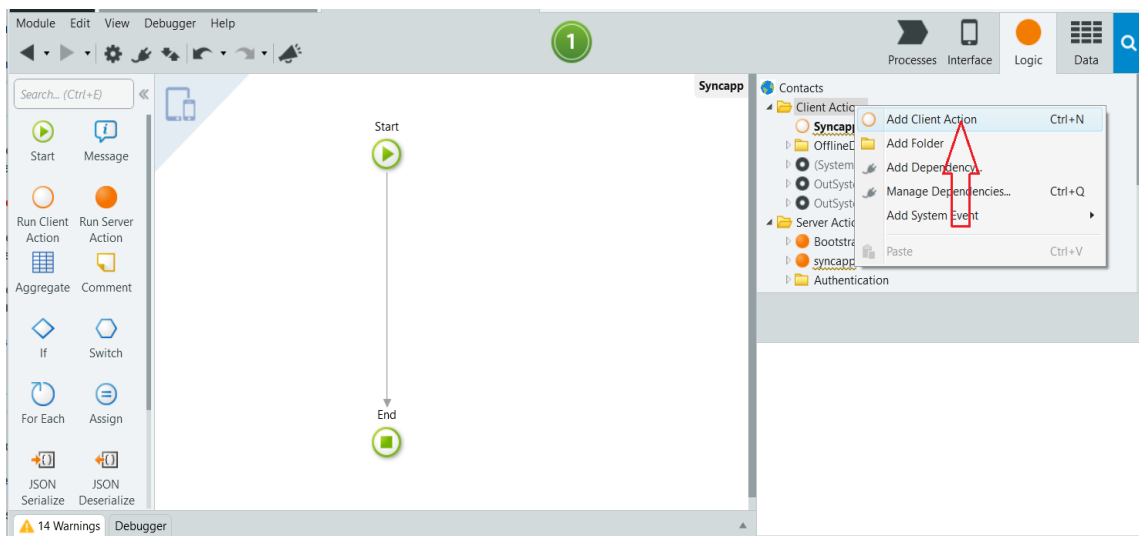 Module Edit View Debugger Help
1
Processes Interface Logic Data
Search... (Ctrl+E)
Start Message
Run Client Action
Run Server Action
Aggregate Comment
If Switch
For Each Assign
JSON Serialize
JSON Deserialize
Syncapp
Start
End
Contacts
Client Actio
Syncapp
OfflineD
(System
OutSyste
OutSyste
Server Actio
Bootstra
syncapp
Authentication
Add Client Action Ctrl+N
Add Folder
Add Dependency...
Manage Dependencies... Ctrl+Q
Add System Event
Paste Ctrl+V
14 Warnings Debugger